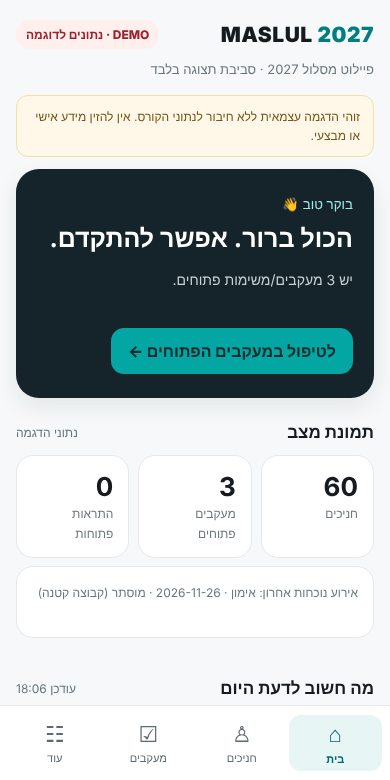 MASLUL 2027
DEMO · נתונים לדוגמה
פיילוט מסלול 2027 · סביבת תצוגה בלבד
זוהי הדגמה עצמאית ללא חיבור לנתוני הקורס. אין להזין מידע אישי
או מבצעי.
בוקר טוב 👋
הכול ברור. אפשר להתקדם.
יש 3 מעקבים/משימות פתוחים.
לטיפול במעקבים הפתוחים ←
תמונת מצב
נתוני הדגמה
60
חניכים
3
מעקבים
פתוחים
0
התראות
פתוחות
אירוע נוכחות אחרון: אימון · 2026-11-26 · מוסתר (קבוצה קטנה)
מה חשוב לדעת היום
עודכן 18:06
בית
חניכים
מעקבים
עוד